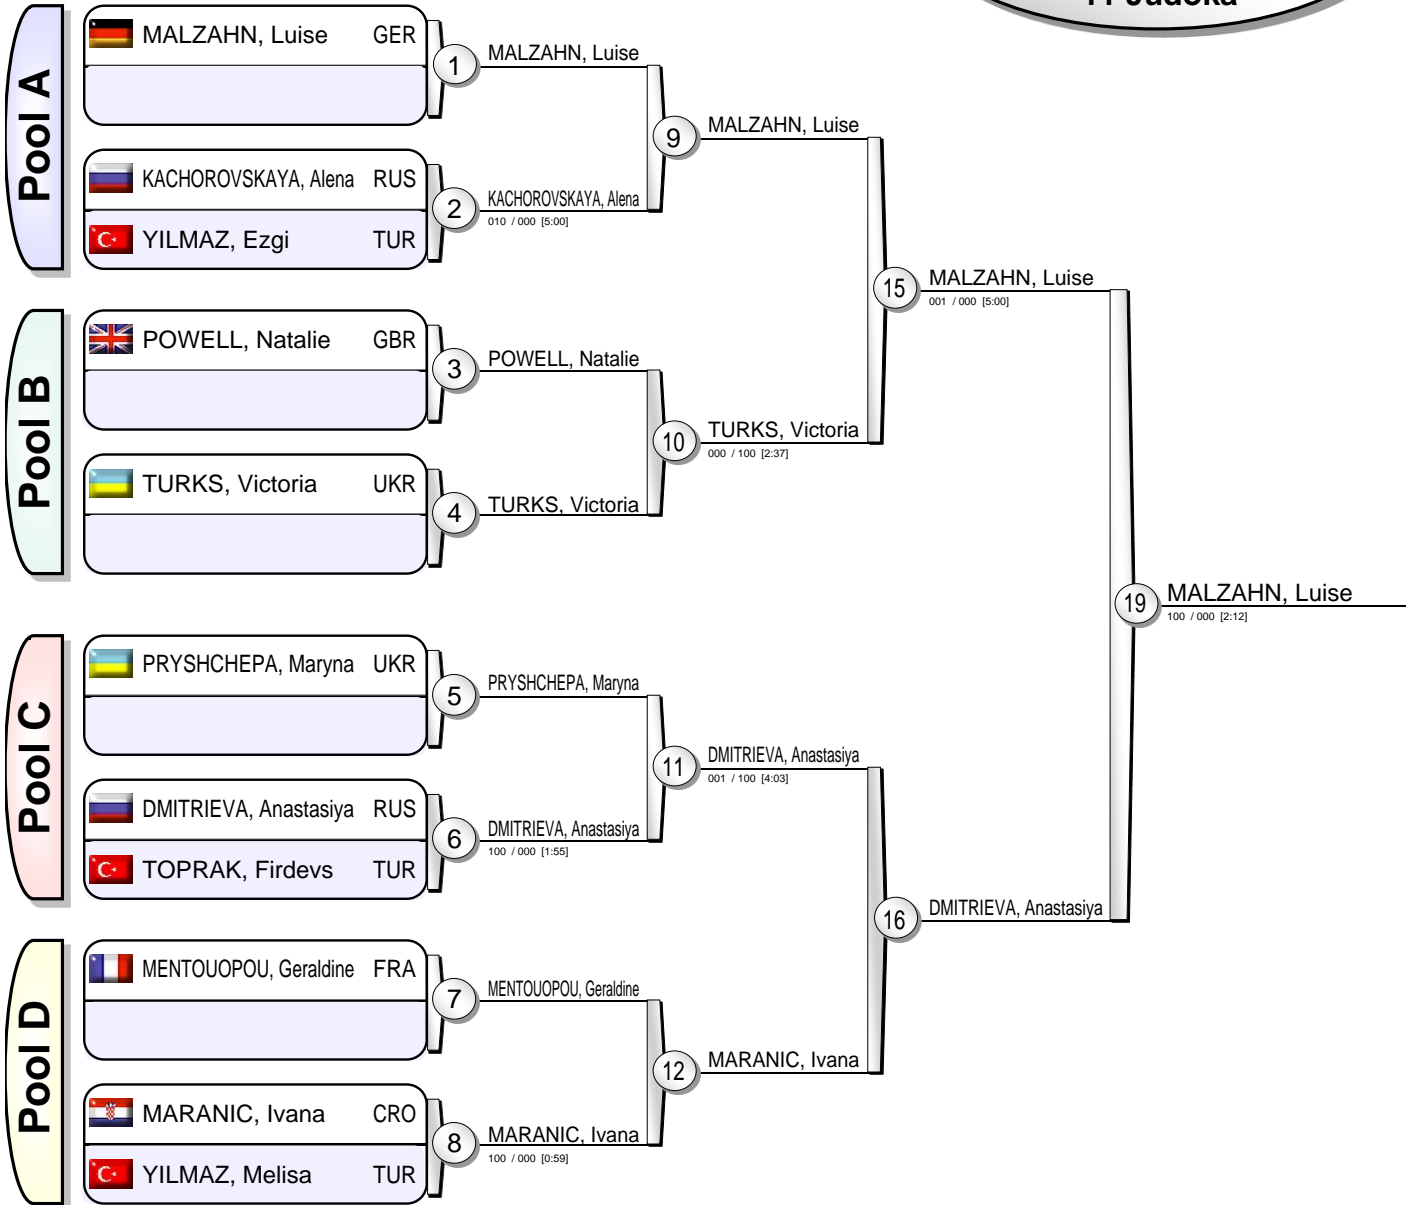 11 Judoka
Pool A
MALZAHN, Luise GER
1
MALZAHN, Luise
KACHOROVSKAYA, Alena RUS
YILMAZ, Ezgi TUR
2
KACHOROVSKAYA, Alena
010 / 000 [5:00]
9
MALZAHN, Luise
Pool B
POWELL, Natalie GBR
3
POWELL, Natalie
TURKS, Victoria UKR
4
TURKS, Victoria
10
TURKS, Victoria
000 / 100 [2:37]
15
MALZAHN, Luise
001 / 000 [5:00]
Pool C
PRYSHCHEPA, Maryna UKR
5
PRYSHCHEPA, Maryna
DMITRIEVA, Anastasiya RUS
TOPRAK, Firdevs TUR
6
DMITRIEVA, Anastasiya
100 / 000 [1:55]
11
DMITRIEVA, Anastasiya
001 / 100 [4:03]
Pool D
MENTOUOPOU, Geraldine FRA
7
MENTOUOPOU, Geraldine
MARANIC, Ivana CRO
YILMAZ, Melisa TUR
8
MARANIC, Ivana
100 / 000 [0:59]
12
MARANIC, Ivana
16
DMITRIEVA, Anastasiya
19
MALZAHN, Luise
100 / 000 [2:12]